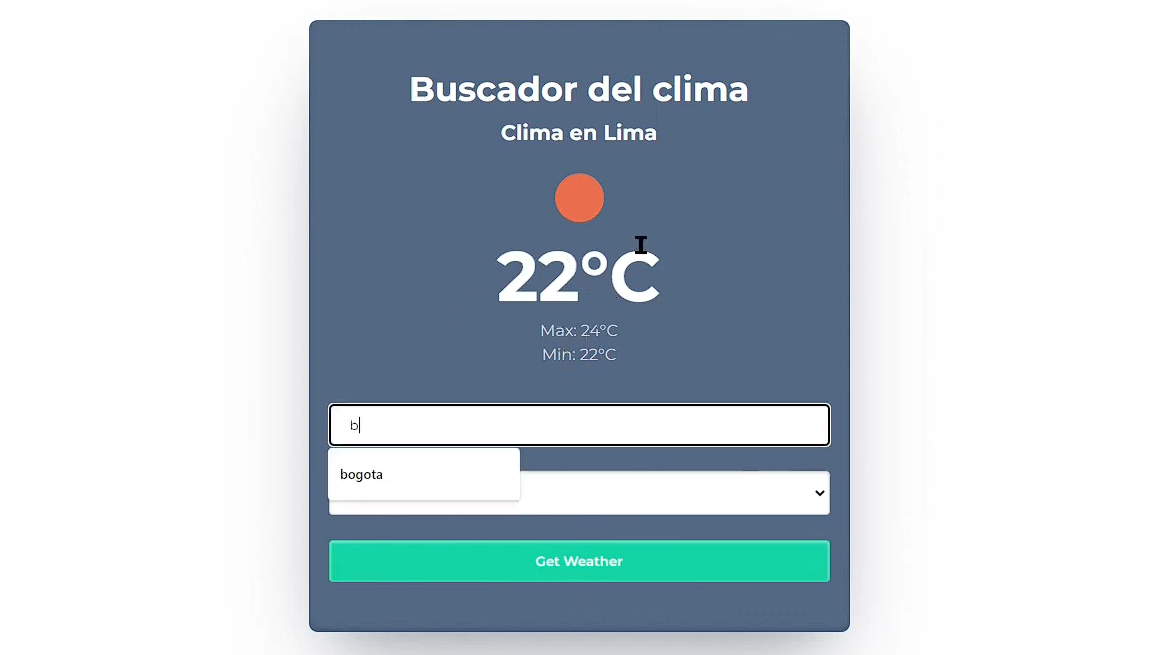 Buscador del clima
Clima en Lima
22°C
Max: 24°C
Min: 22°C
b
bogota
Get Weather